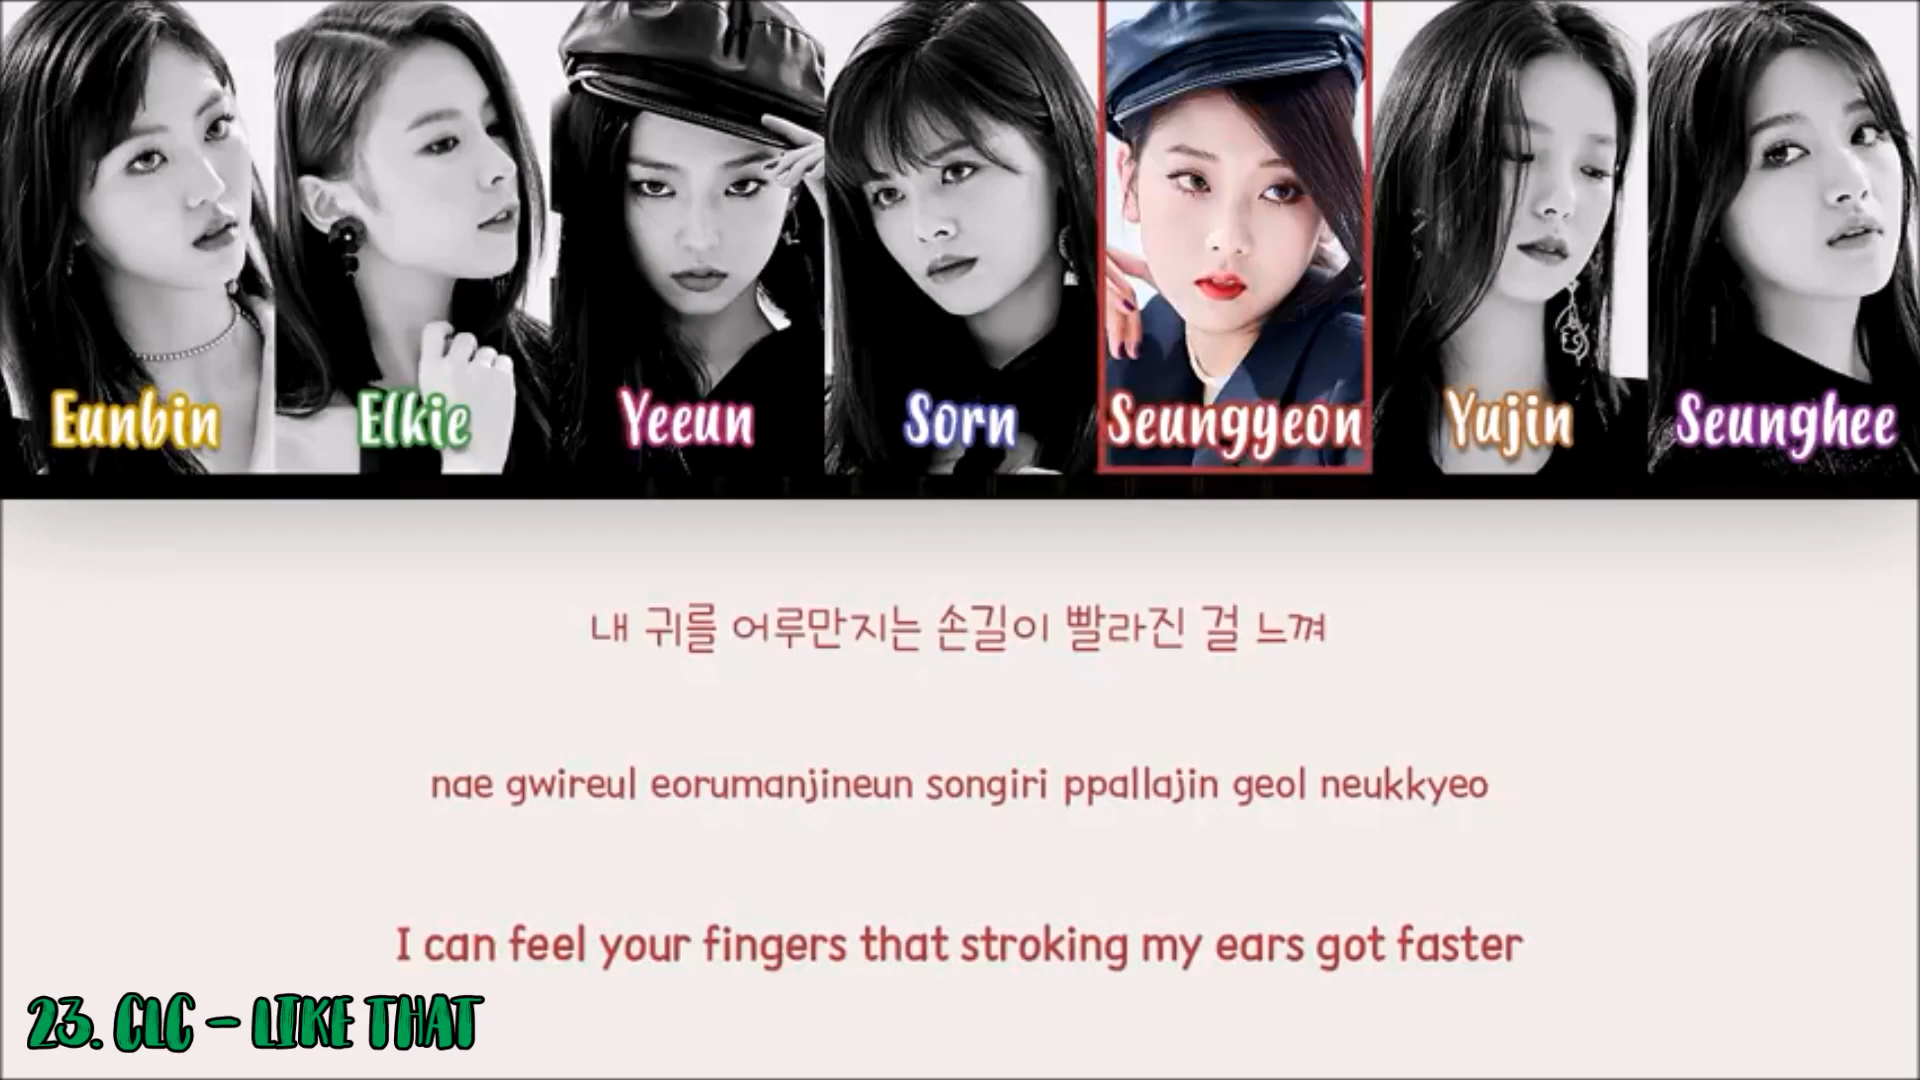 Eunbin Elkie Yeeun Sorn Seungyeon Yujin Seunghee
내 귀를 어루만지는 손길이 빨라진 걸 느껴
nae gwireul eorumanjineun songiri ppallajin geol neukkyeo
I can feel your fingers that stroking my ears got faster
23. CLC - LIKE THAT